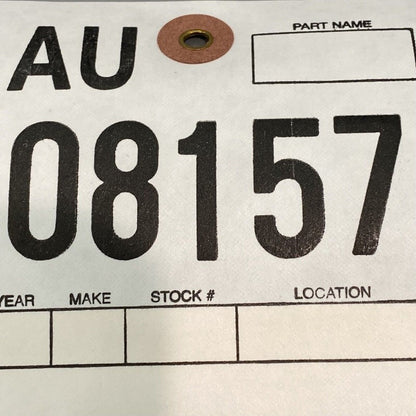 AU PART NAME
08157
YEAR MAKE STOCK # LOCATION